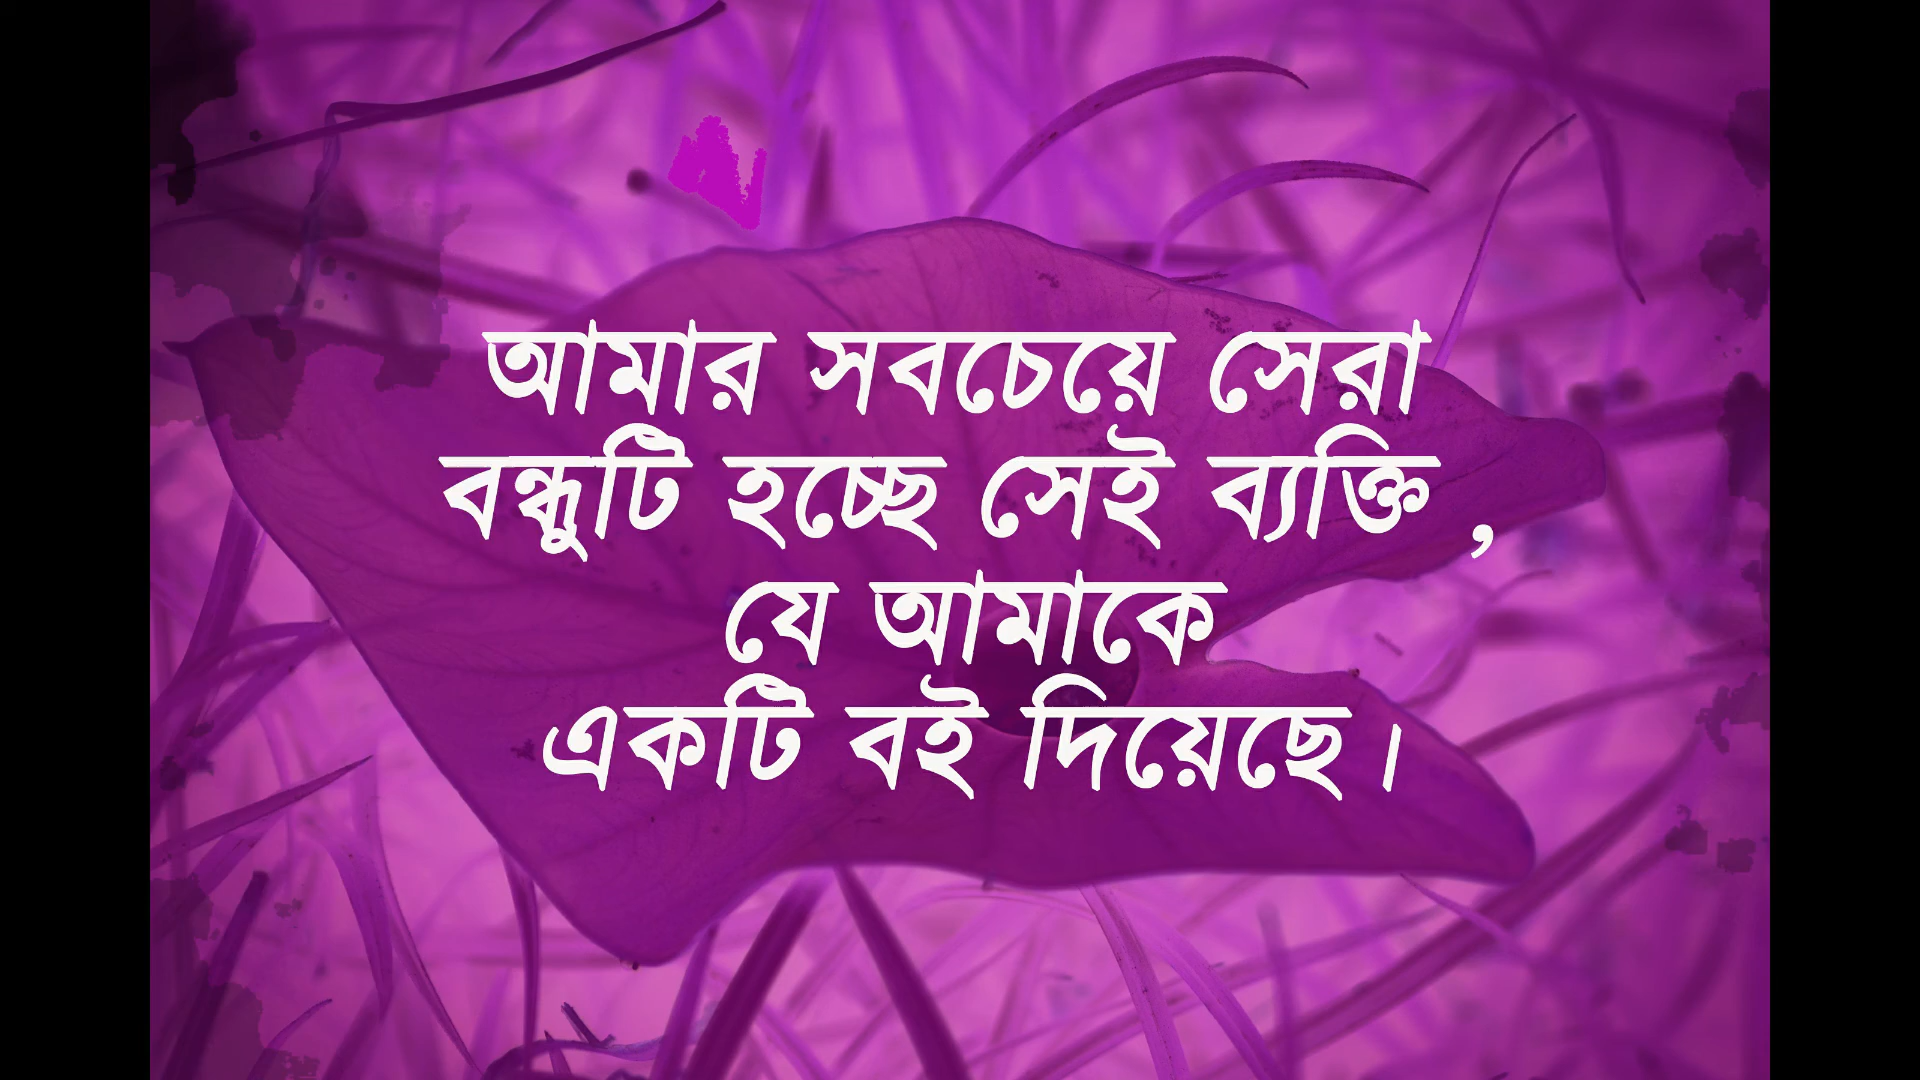 আমার সবচেয়ে সেরা
বন্ধুটি হচ্ছে সেই ব্যক্তি ,
যে আমাকে
একটি বই দিয়েছে।